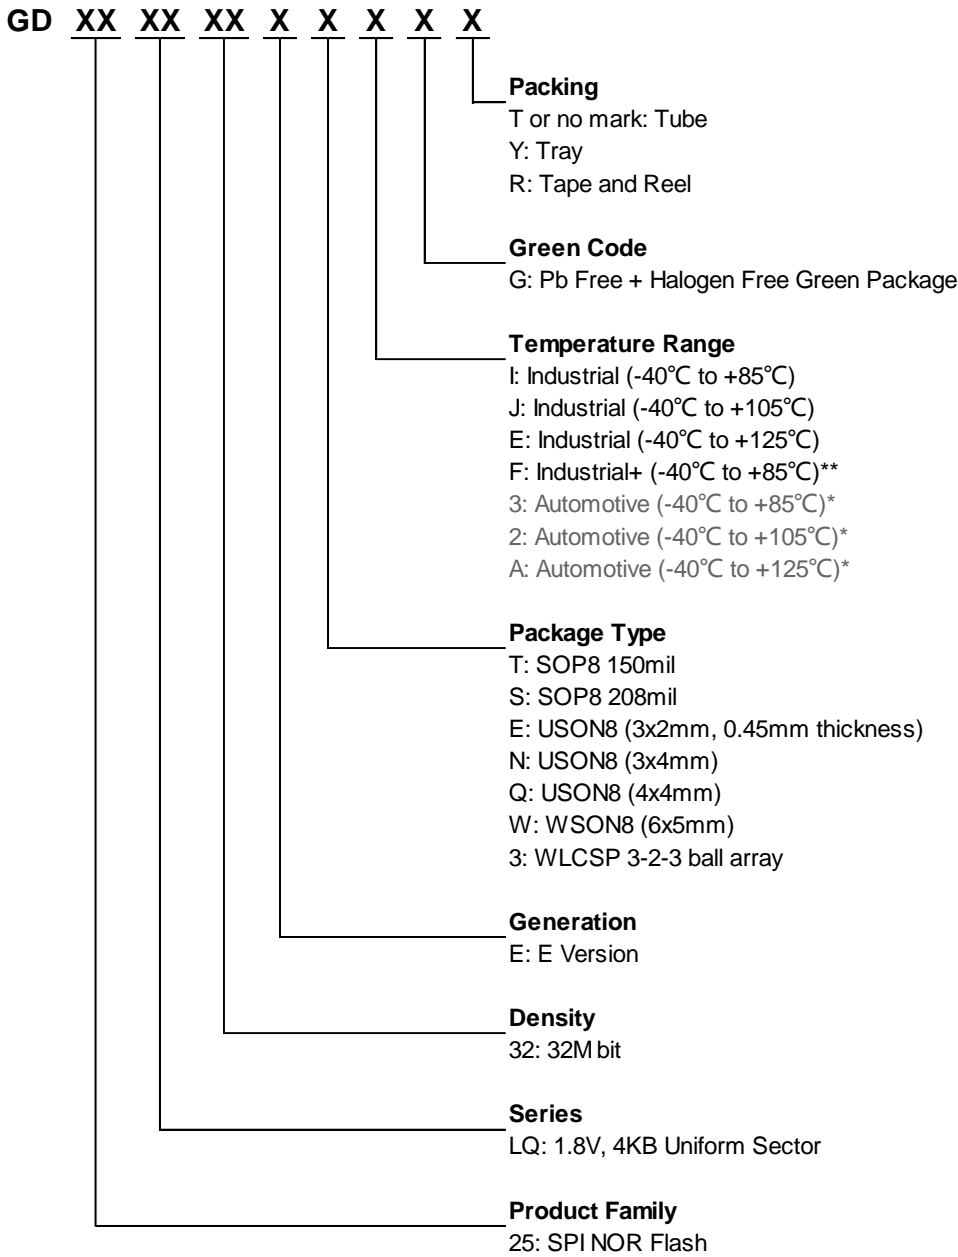 GD XX XX XX X X X X X
Packing
T or no mark: Tube
Y: Tray
R: Tape and Reel
Green Code
G: Pb Free + Halogen Free Green Package
Temperature Range
I: Industrial (-40℃ to +85℃)
J: Industrial (-40℃ to +105℃)
E: Industrial (-40℃ to +125℃)
F: Industrial+ (-40℃ to +85℃)**
3: Automotive (-40℃ to +85℃)*
2: Automotive (-40℃ to +105℃)*
A: Automotive (-40℃ to +125℃)*
Package Type
T: SOP8 150mil
S: SOP8 208mil
E: USON8 (3x2mm, 0.45mm thickness)
N: USON8 (3x4mm)
Q: USON8 (4x4mm)
W: WSON8 (6x5mm)
3: WLCSP 3-2-3 ball array
Generation
E: E Version
Density
32: 32M bit
Series
LQ: 1.8V, 4KB Uniform Sector
Product Family
25: SPI NOR Flash